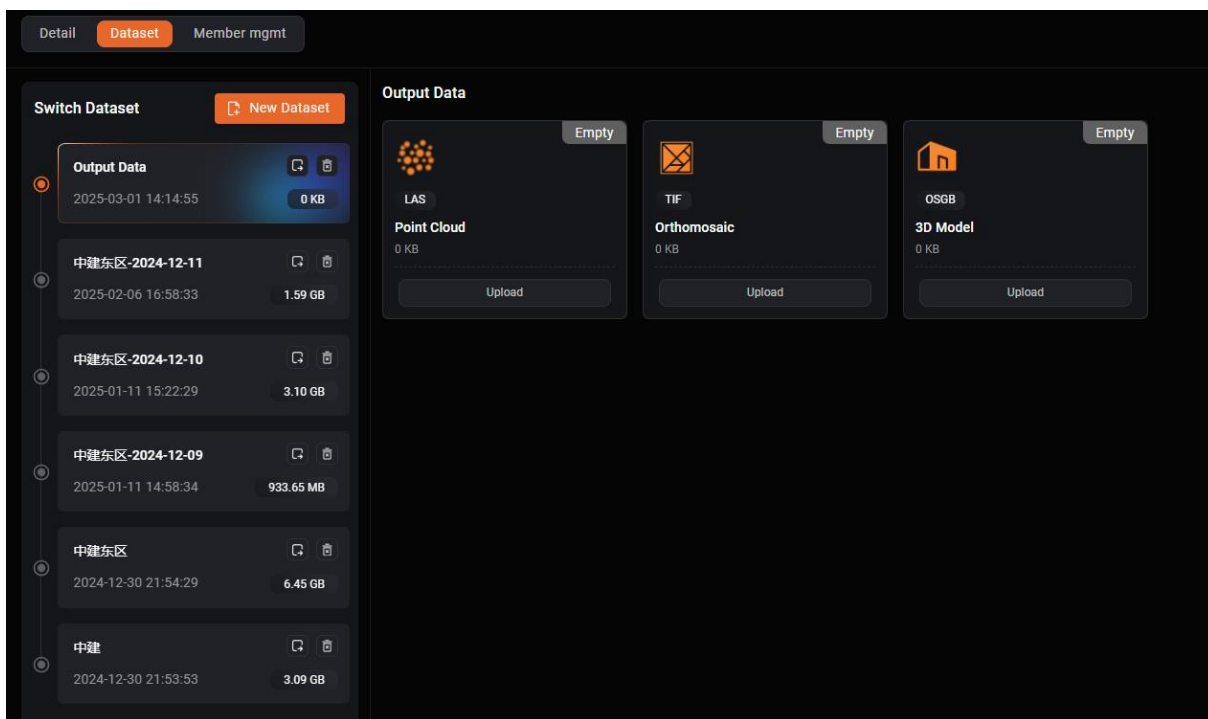 Detail Dataset Member mgmt
Switch Dataset New Dataset
Output Data
2025-03-01 14:14:55 0 KB
中建东区-2024-12-11
2025-02-06 16:58:33 1.59 GB
中建东区-2024-12-10
2025-01-11 15:22:29 3.10 GB
中建东区-2024-12-09
2025-01-11 14:58:34 933.65 MB
中建东区
2024-12-30 21:54:29 6.45 GB
中建
2024-12-30 21:53:53 3.09 GB
Output Data
Empty
LAS
Point Cloud
0 KB
Upload
Empty
TIF
Orthomosaic
0 KB
Upload
Empty
OSGB
3D Model
0 KB
Upload